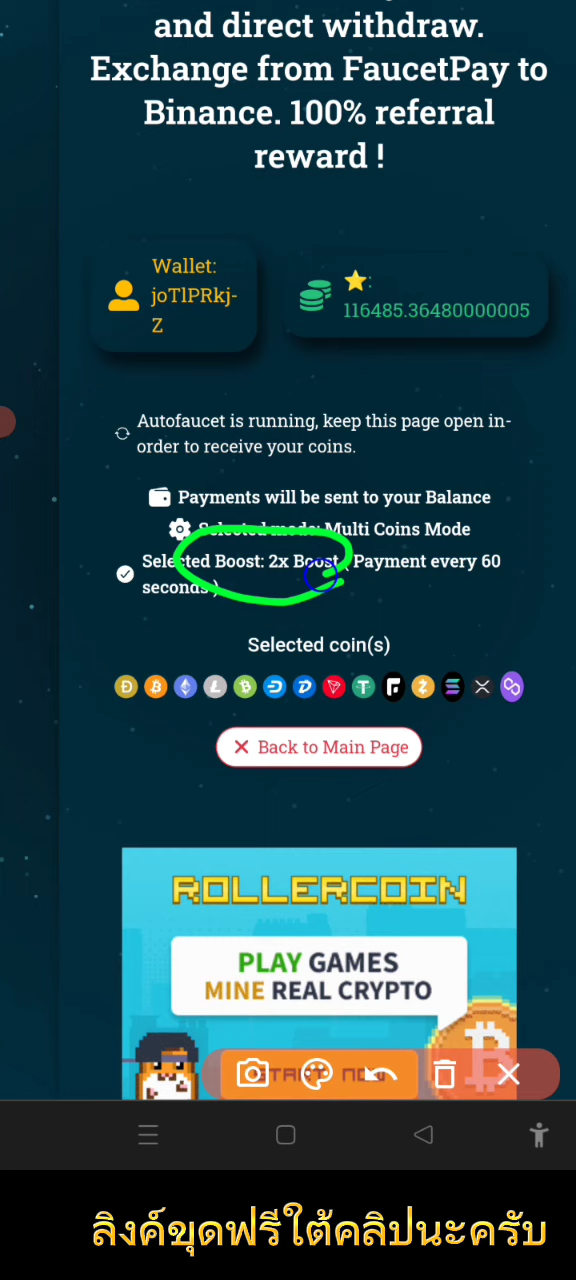 and direct withdraw.
Exchange from FaucetPay to
Binance. 100% referral
reward !
Wallet:
joTlPRkj-
Z
⭐:
116485.36480000005
Autofaucet is running, keep this page open in-
order to receive your coins.
Payments will be sent to your Balance
Selected mode: Multi Coins Mode
Selected Boost: 2x Boost ( Payment every 60
seconds )
Selected coin(s)
Back to Main Page
ROLLERCOIN
PLAY GAMES
MINE REAL CRYPTO
START NOW
ลิงค์ขุดฟรีใต้คลิปนะครับ